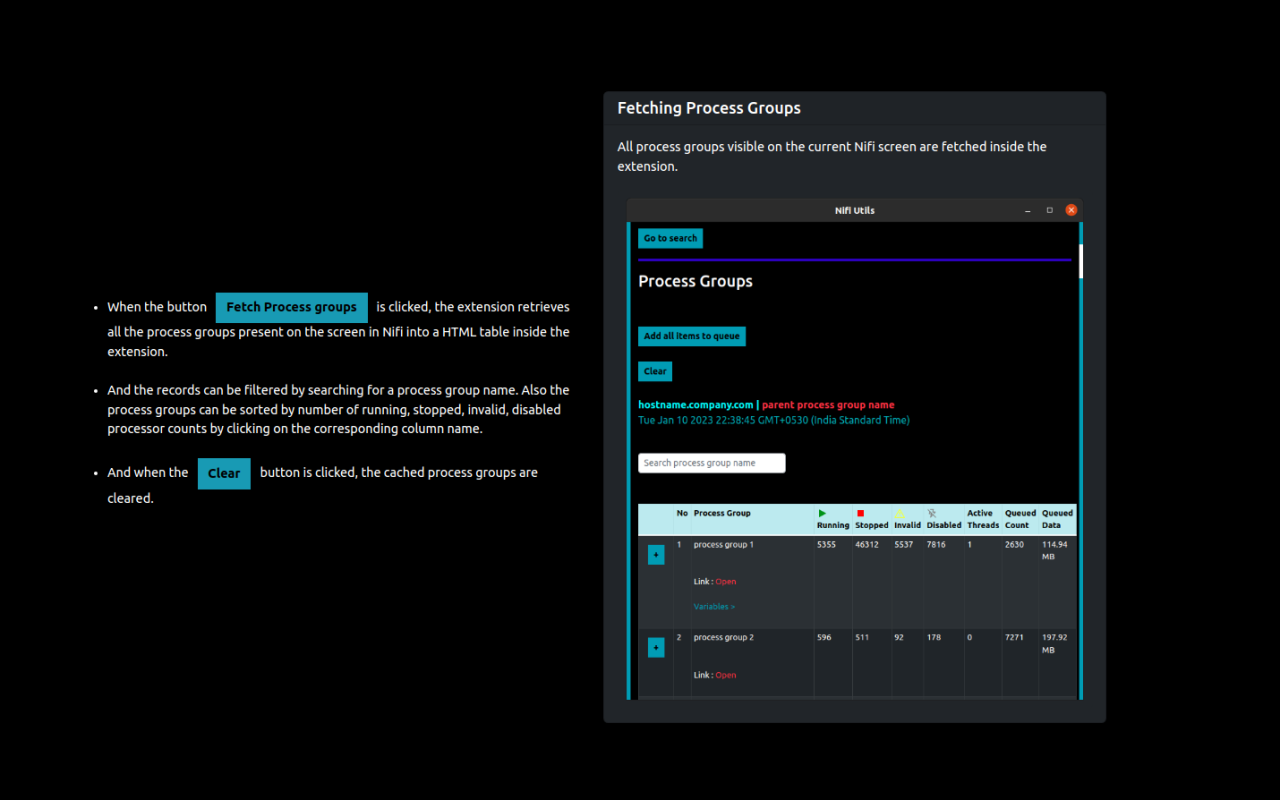 When the button Fetch Process groups is clicked, the extension retrieves
all the process groups present on the screen in Nifi into a HTML table inside the
extension.
And the records can be filtered by searching for a process group name. Also the
process groups can be sorted by number of running, stopped, invalid, disabled
processor counts by clicking on the corresponding column name.
And when the Clear button is clicked, the cached process groups are
cleared.
Fetching Process Groups
All process groups visible on the current Nifi screen are fetched inside the
extension.
Nifi Utils
Go to search
Process Groups
Add all items to queue
Clear
hostname.company.com | parent process group name
Tue Jan 10 2023 22:38:45 GMT+0530 (India Standard Time)
Search process group name
No Process Group Running Stopped Invalid Disabled Active Threads Queued Count Queued Data
+ 1 process group 1 5355 46312 5537 7816 1 2630 114.94 MB
Link : Open
Variables >
+ 2 process group 2 596 511 92 178 0 7271 197.92 MB
Link : Open